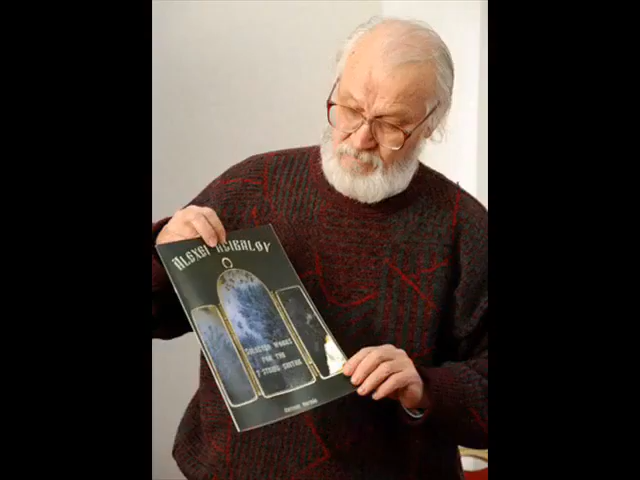 ALEXEI AGIBALOV
SELECTED WORKS
FOR THE
7 STRING GUITAR